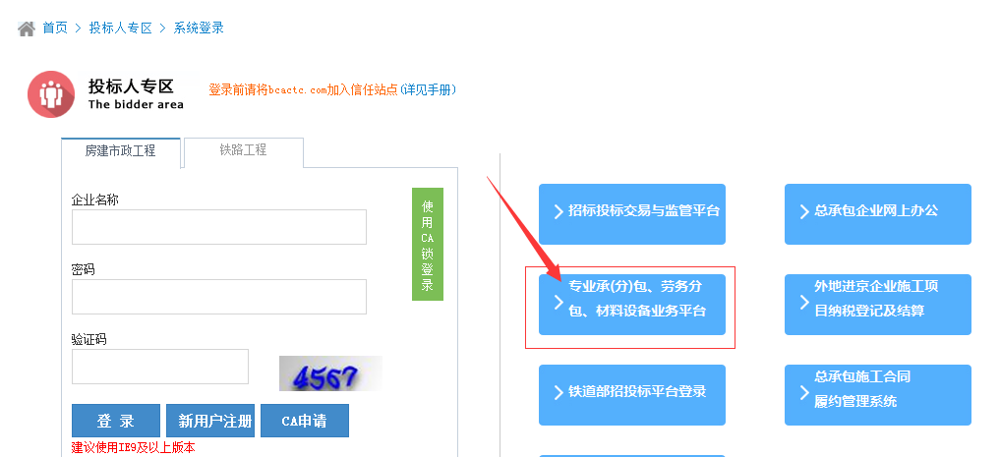 首页 > 投标人专区 > 系统登录
投标人专区
The bidder area
登录前请将bcactc.com加入信任站点(详见手册)
房建市政工程
铁路工程
企业名称
密码
验证码
4567
使
用
CA
锁
登
录
登 录
新用户注册
CA申请
建议使用IE9及以上版本
招标投标交易与监管平台
总承包企业网上办公
专业承(分)包、劳务分
包、材料设备业务平台
外地进京企业施工项
目纳税登记及结算
铁道部招投标平台登录
总承包施工合同
履约管理系统